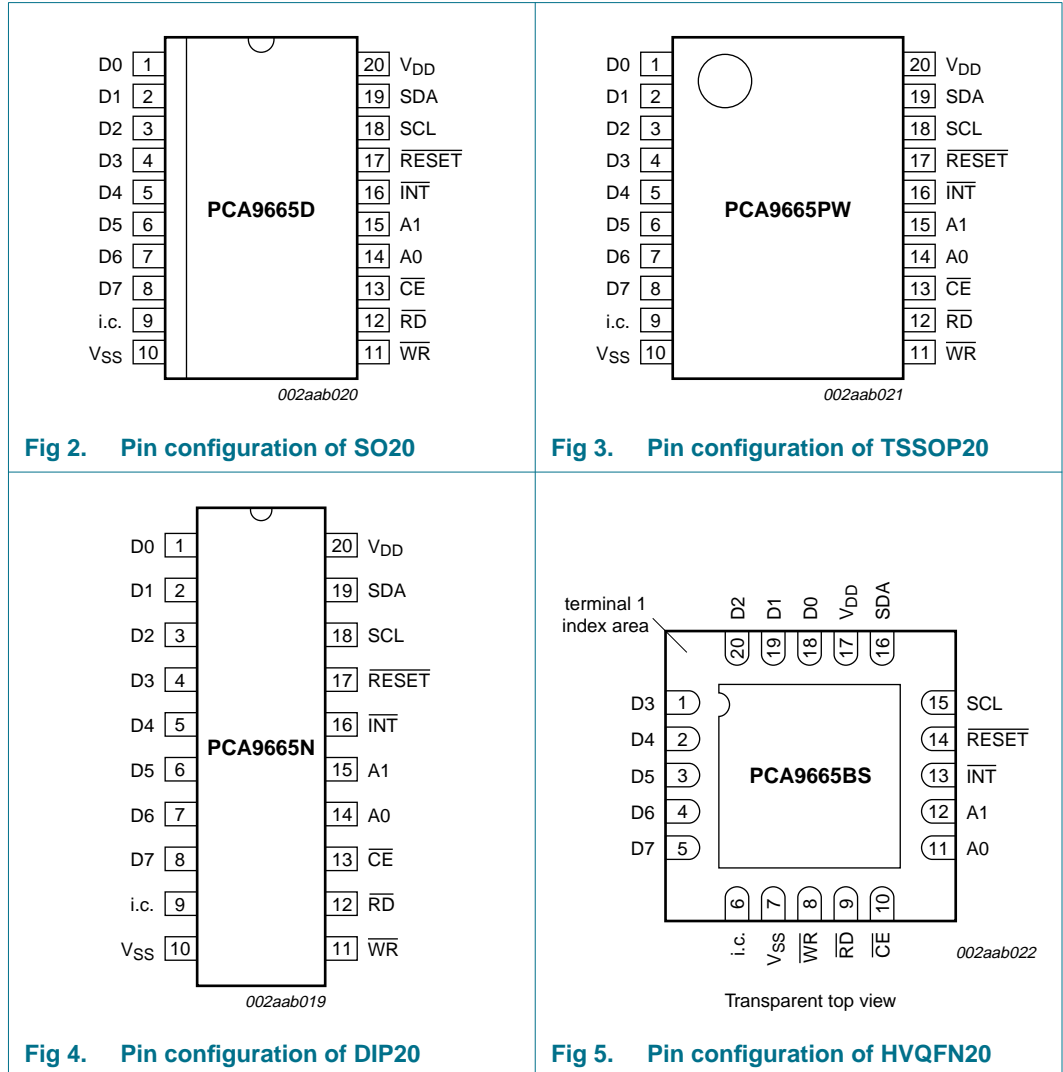 D0 1 20 VDD
D1 2 19 SDA
D2 3 18 SCL
D3 4 17 RESET
D4 5 16 INT
PCA9665D
D5 6 15 A1
D6 7 14 A0
D7 8 13 CE
i.c. 9 12 RD
VSS 10 11 WR
002aab020
Fig 2. Pin configuration of SO20
D0 1 20 VDD
D1 2 19 SDA
D2 3 18 SCL
D3 4 17 RESET
D4 5 16 INT
PCA9665PW
D5 6 15 A1
D6 7 14 A0
D7 8 13 CE
i.c. 9 12 RD
VSS 10 11 WR
002aab021
Fig 3. Pin configuration of TSSOP20
D0 1 20 VDD
D1 2 19 SDA
D2 3 18 SCL
D3 4 17 RESET
D4 5 16 INT
PCA9665N
D5 6 15 A1
D6 7 14 A0
D7 8 13 CE
i.c. 9 12 RD
VSS 10 11 WR
002aab019
Fig 4. Pin configuration of DIP20
terminal 1
index area
D2 D1 D0 VDD SDA
20 19 18 17 16
D3 1 15 SCL
D4 2 14 RESET
D5 3 PCA9665BS 13 INT
D6 4 12 A1
D7 5 11 A0
6 7 8 9 10
i.c. VSS WR RD CE
002aab022
Transparent top view
Fig 5. Pin configuration of HVQFN20